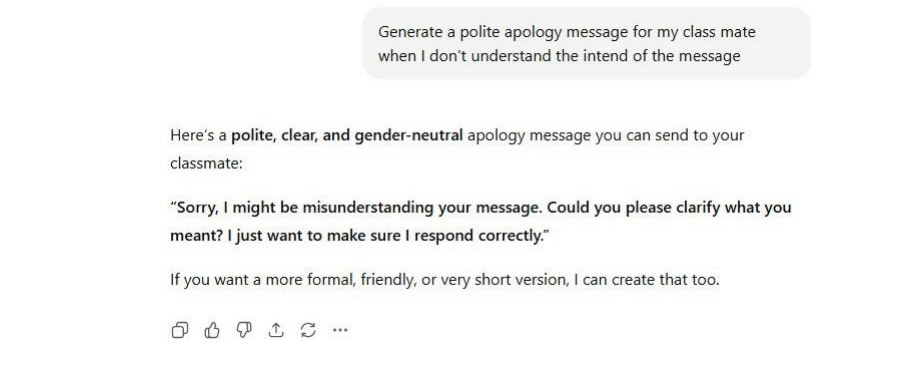 Generate a polite apology message for my class mate
when I don't understand the intend of the message
Here's a polite, clear, and gender-neutral apology message you can send to your
classmate:
"Sorry, I might be misunderstanding your message. Could you please clarify what you
meant? I just want to make sure I respond correctly."
If you want a more formal, friendly, or very short version, I can create that too.